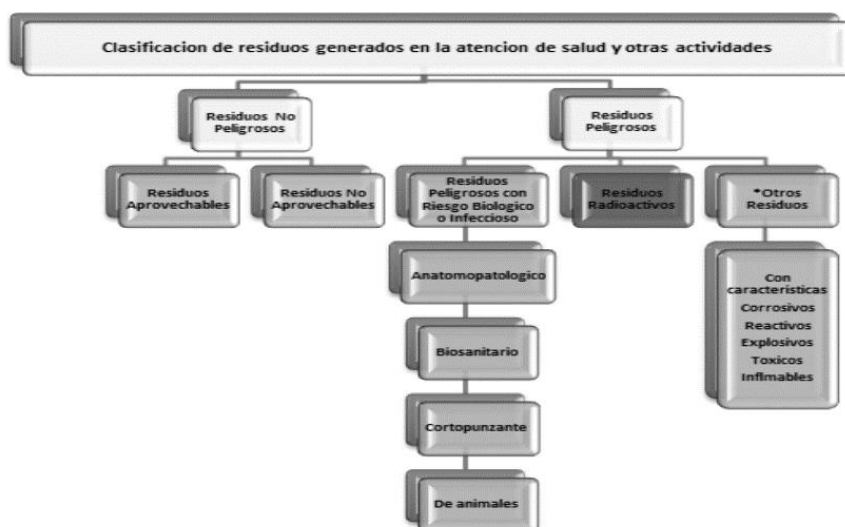 Clasificacion de residuos generados en la atencion de salud y otras actividades
Residuos No
Peligrosos
Residuos
Peligrosos
Residuos
Aprovechables
Residuos No
Aprovechables
Residuos
Peligrosos con
Riesgo Biologico
o Infeccioso
Residuos
Radioactivos
*Otros
Residuos
Anatomopatologico
Biosanitario
Cortopunzante
De animales
Con
caracteristicas
Corrosivos
Reactivos
Explosivos
Toxicos
Inflmables